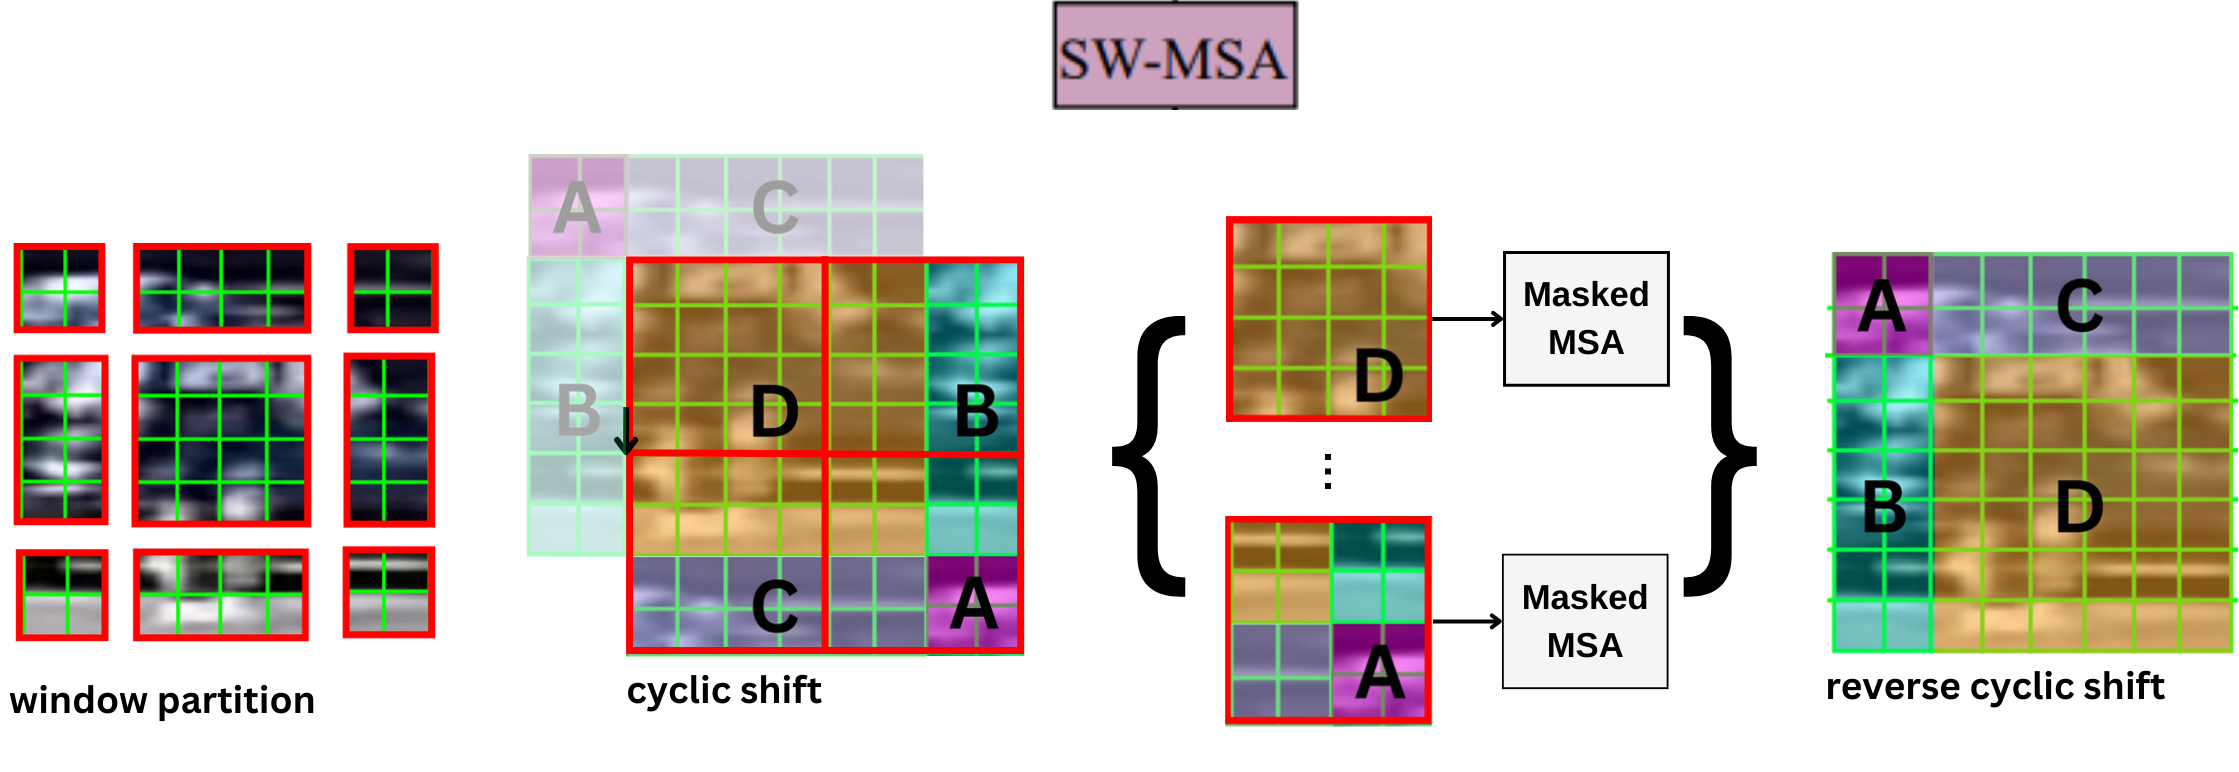 SW-MSA
A
C
B
D
B
C
A
window partition
cyclic shift
D
Masked
MSA
A
Masked
MSA
A
C
B
D
reverse cyclic shift